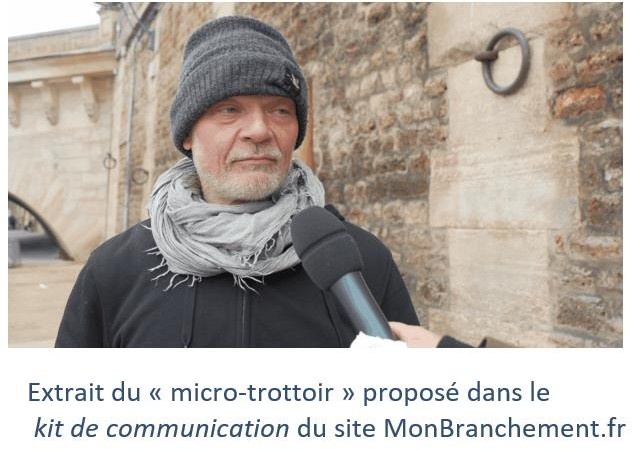 Extrait du « micro-trottoir » proposé dans le
kit de communication du site MonBranchement.fr